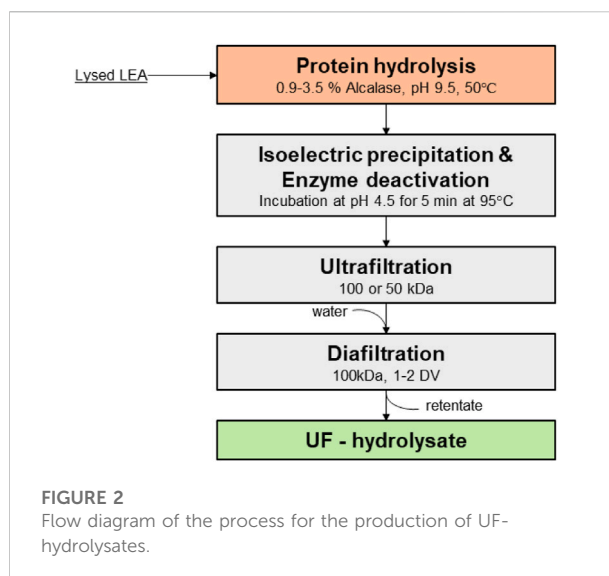 Lysed LEA
Protein hydrolysis
0.9-3.5 % Alcalase, pH 9.5, 50°C
Isoelectric precipitation &
Enzyme deactivation
Incubation at pH 4.5 for 5 min at 95°C
Ultrafiltration
100 or 50 kDa
water
Diafiltration
100kDa, 1-2 DV
retentate
UF - hydrolysate
FIGURE 2
Flow diagram of the process for the production of UF-
hydrolysates.